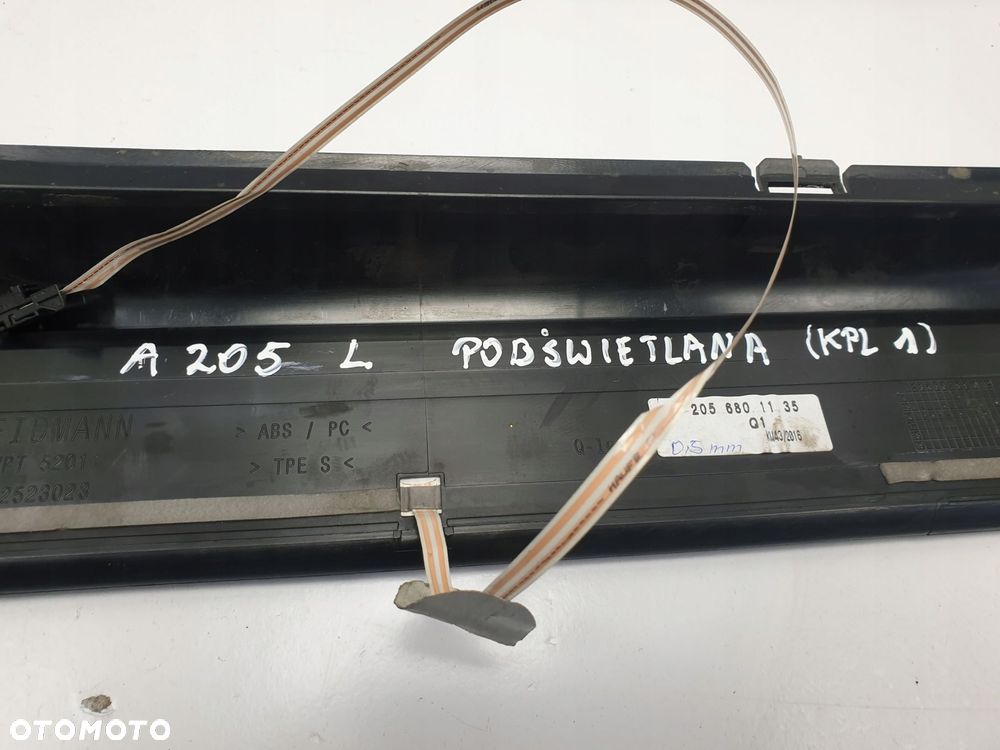 A 205 L PODŚWIETLANA (KPL 1)
205 680 11 35
Q1
KW43/2016
0,5 mm
EIDMANN
> ABS / PC <
YPT 5201
> TPE S <
2523023
OTOMOTO